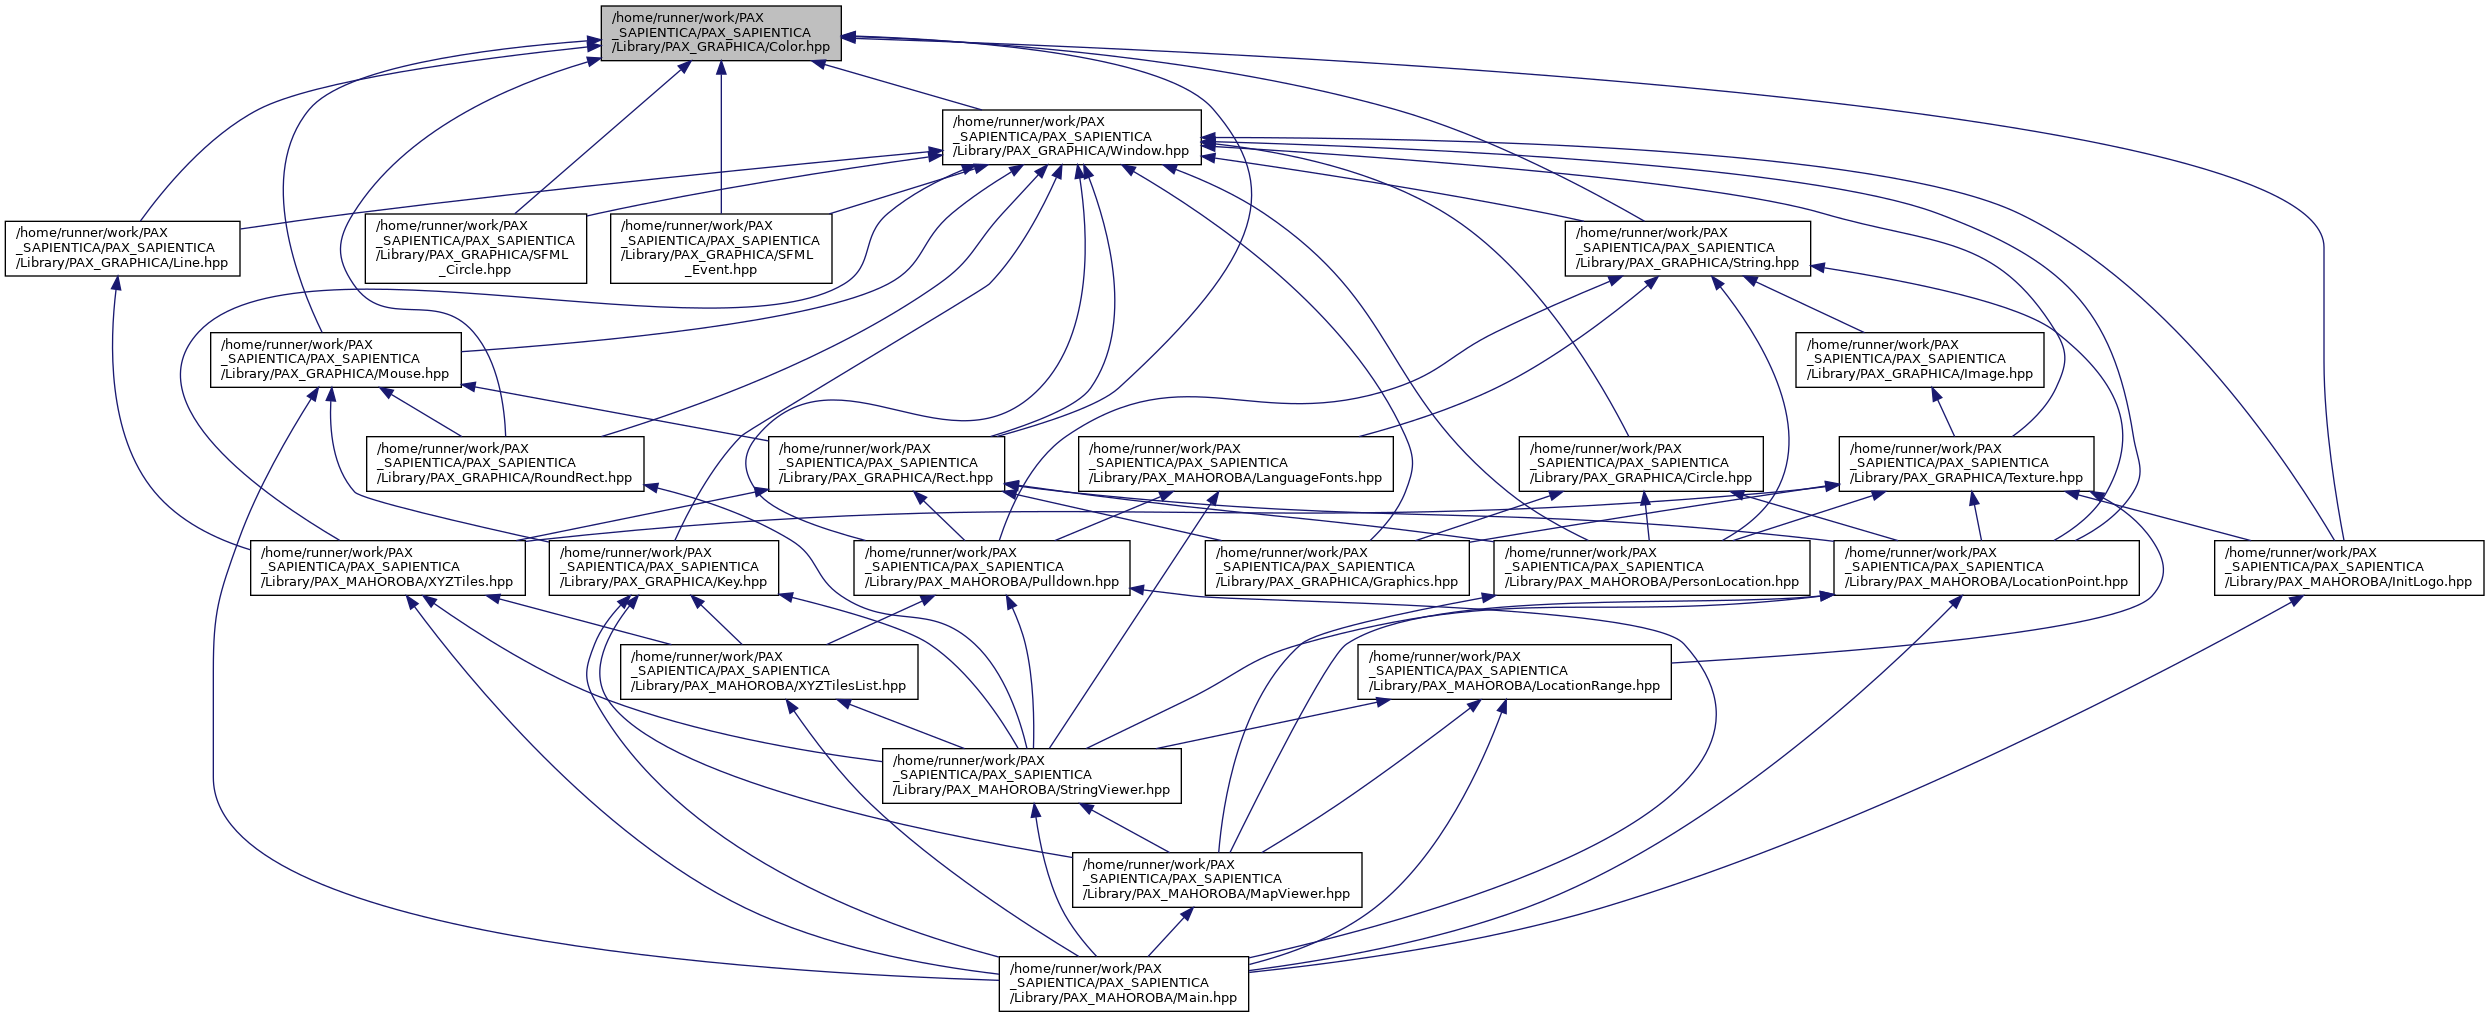 /home/runner/work/PAX
_SAPIENTICA/PAX_SAPIENTICA
/Library/PAX_GRAPHICA/Color.hpp
/home/runner/work/PAX
_SAPIENTICA/PAX_SAPIENTICA
/Library/PAX_GRAPHICA/Window.hpp
/home/runner/work/PAX
_SAPIENTICA/PAX_SAPIENTICA
/Library/PAX_GRAPHICA/Line.hpp
/home/runner/work/PAX
_SAPIENTICA/PAX_SAPIENTICA
/Library/PAX_GRAPHICA/SFML
_Circle.hpp
/home/runner/work/PAX
_SAPIENTICA/PAX_SAPIENTICA
/Library/PAX_GRAPHICA/SFML
_Event.hpp
/home/runner/work/PAX
_SAPIENTICA/PAX_SAPIENTICA
/Library/PAX_GRAPHICA/String.hpp
/home/runner/work/PAX
_SAPIENTICA/PAX_SAPIENTICA
/Library/PAX_GRAPHICA/Mouse.hpp
/home/runner/work/PAX
_SAPIENTICA/PAX_SAPIENTICA
/Library/PAX_GRAPHICA/Image.hpp
/home/runner/work/PAX
_SAPIENTICA/PAX_SAPIENTICA
/Library/PAX_GRAPHICA/RoundRect.hpp
/home/runner/work/PAX
_SAPIENTICA/PAX_SAPIENTICA
/Library/PAX_GRAPHICA/Rect.hpp
/home/runner/work/PAX
_SAPIENTICA/PAX_SAPIENTICA
/Library/PAX_MAHOROBA/LanguageFonts.hpp
/home/runner/work/PAX
_SAPIENTICA/PAX_SAPIENTICA
/Library/PAX_GRAPHICA/Circle.hpp
/home/runner/work/PAX
_SAPIENTICA/PAX_SAPIENTICA
/Library/PAX_GRAPHICA/Texture.hpp
/home/runner/work/PAX
_SAPIENTICA/PAX_SAPIENTICA
/Library/PAX_MAHOROBA/XYZTiles.hpp
/home/runner/work/PAX
_SAPIENTICA/PAX_SAPIENTICA
/Library/PAX_GRAPHICA/Key.hpp
/home/runner/work/PAX
_SAPIENTICA/PAX_SAPIENTICA
/Library/PAX_MAHOROBA/Pulldown.hpp
/home/runner/work/PAX
_SAPIENTICA/PAX_SAPIENTICA
/Library/PAX_GRAPHICA/Graphics.hpp
/home/runner/work/PAX
_SAPIENTICA/PAX_SAPIENTICA
/Library/PAX_MAHOROBA/PersonLocation.hpp
/home/runner/work/PAX
_SAPIENTICA/PAX_SAPIENTICA
/Library/PAX_MAHOROBA/LocationPoint.hpp
/home/runner/work/PAX
_SAPIENTICA/PAX_SAPIENTICA
/Library/PAX_MAHOROBA/InitLogo.hpp
/home/runner/work/PAX
_SAPIENTICA/PAX_SAPIENTICA
/Library/PAX_MAHOROBA/XYZTilesList.hpp
/home/runner/work/PAX
_SAPIENTICA/PAX_SAPIENTICA
/Library/PAX_MAHOROBA/LocationRange.hpp
/home/runner/work/PAX
_SAPIENTICA/PAX_SAPIENTICA
/Library/PAX_MAHOROBA/StringViewer.hpp
/home/runner/work/PAX
_SAPIENTICA/PAX_SAPIENTICA
/Library/PAX_MAHOROBA/MapViewer.hpp
/home/runner/work/PAX
_SAPIENTICA/PAX_SAPIENTICA
/Library/PAX_MAHOROBA/Main.hpp